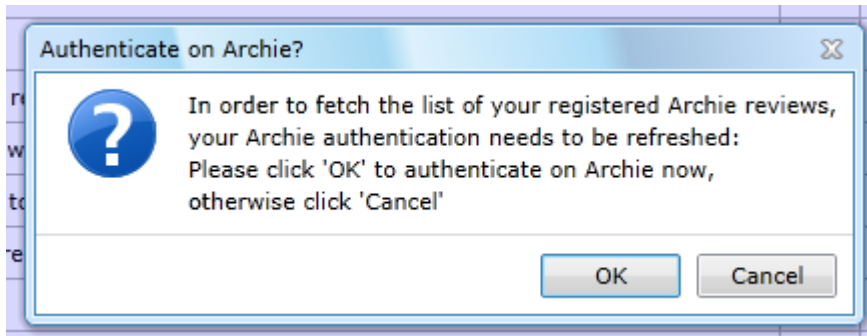 Authenticate on Archie?
In order to fetch the list of your registered Archie reviews,
your Archie authentication needs to be refreshed:
Please click 'OK' to authenticate on Archie now,
otherwise click 'Cancel'
OK
Cancel